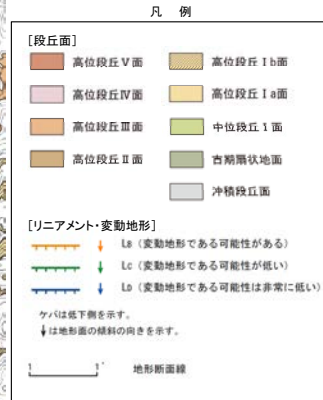 凡 例
[段丘面]
高位段丘Ⅴ面
高位段丘Ⅰb面
高位段丘Ⅳ面
高位段丘Ⅰa面
高位段丘Ⅲ面
中位段丘1面
高位段丘Ⅱ面
古期扇状地面
沖積段丘面
[リニアメント・変動地形]
LB (変動地形である可能性がある)
LC (変動地形である可能性が低い)
LD (変動地形である可能性は非常に低い)
ケバは低下側を示す。
↓は地形面の傾斜の向きを示す。
1 1' 地形断面線